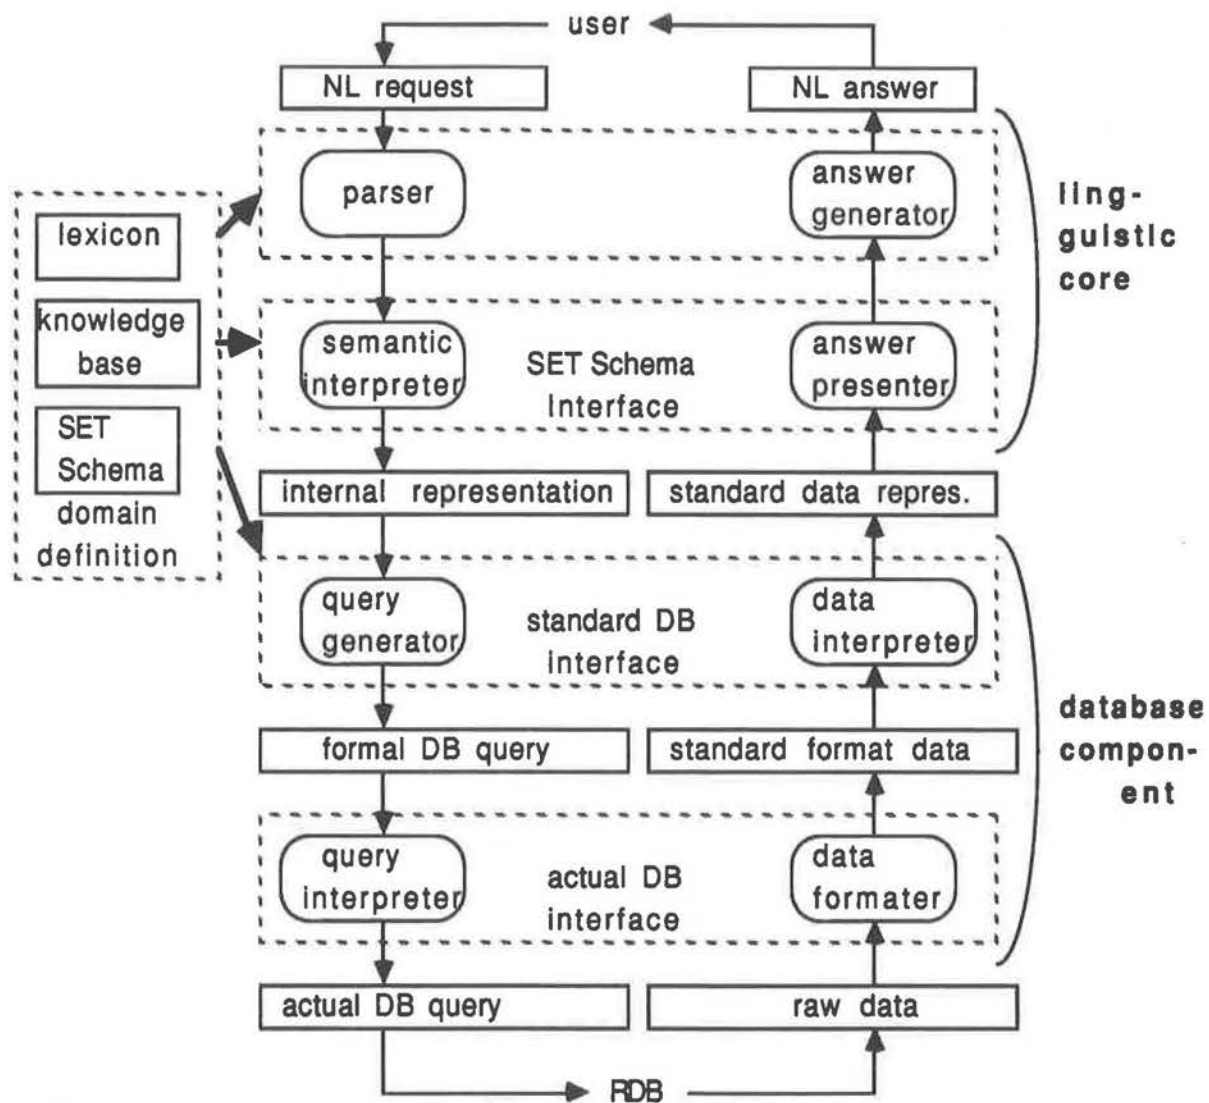 user
NL request
NL answer
parser
answer
generator
ling-
guistic
core
lexicon
knowledge
base
SET
Schema
domain
definition
semantic
interpreter
SET Schema
Interface
answer
presenter
internal representation
standard data repres.
query
generator
standard DB
interface
data
interpreter
database
compon-
ent
formal DB query
standard format data
query
interpreter
actual DB
interface
data
formater
actual DB query
raw data
RDB